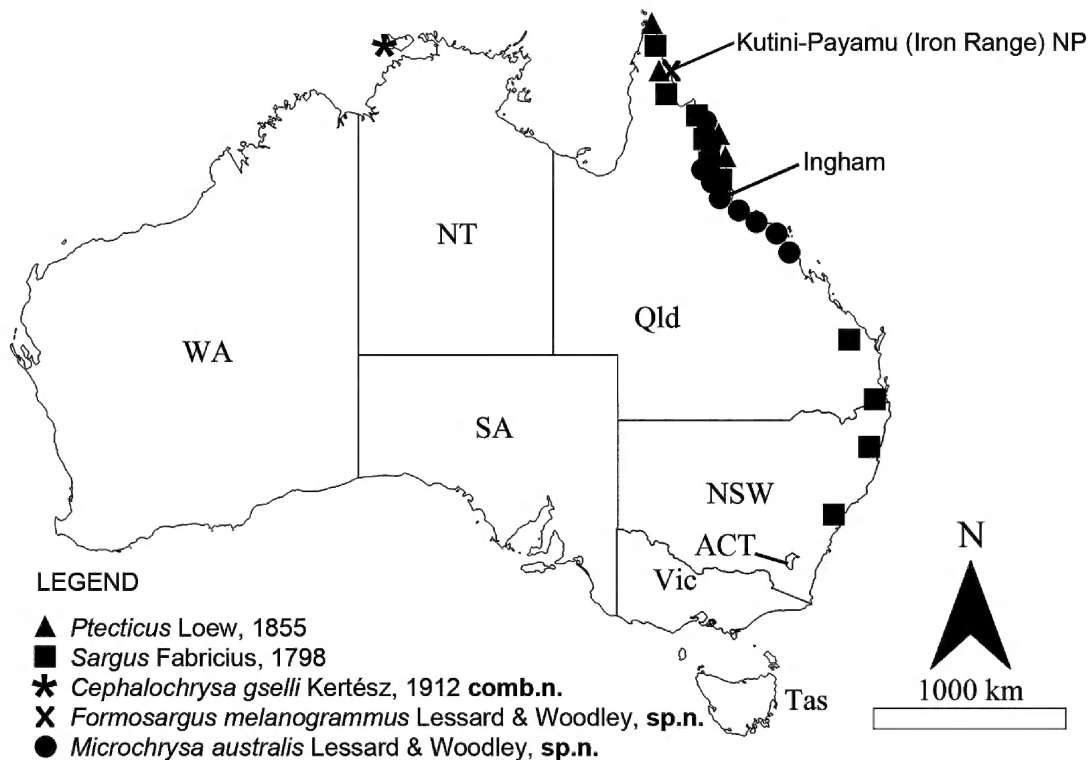 Kutini-Payamu (Iron Range) NP
Ingham
NT
Qld
WA
SA
NSW
ACT
Vic
N
LEGEND
▲ Ptecticus Loew, 1855
■ Sargus Fabricius, 1798
* Cephalochrysa gselli Kertész, 1912 comb.n.
X Formosargus melanogrammus Lessard & Woodley, sp.n.
● Microchrysa australis Lessard & Woodley, sp.n.
Tas
1000 km